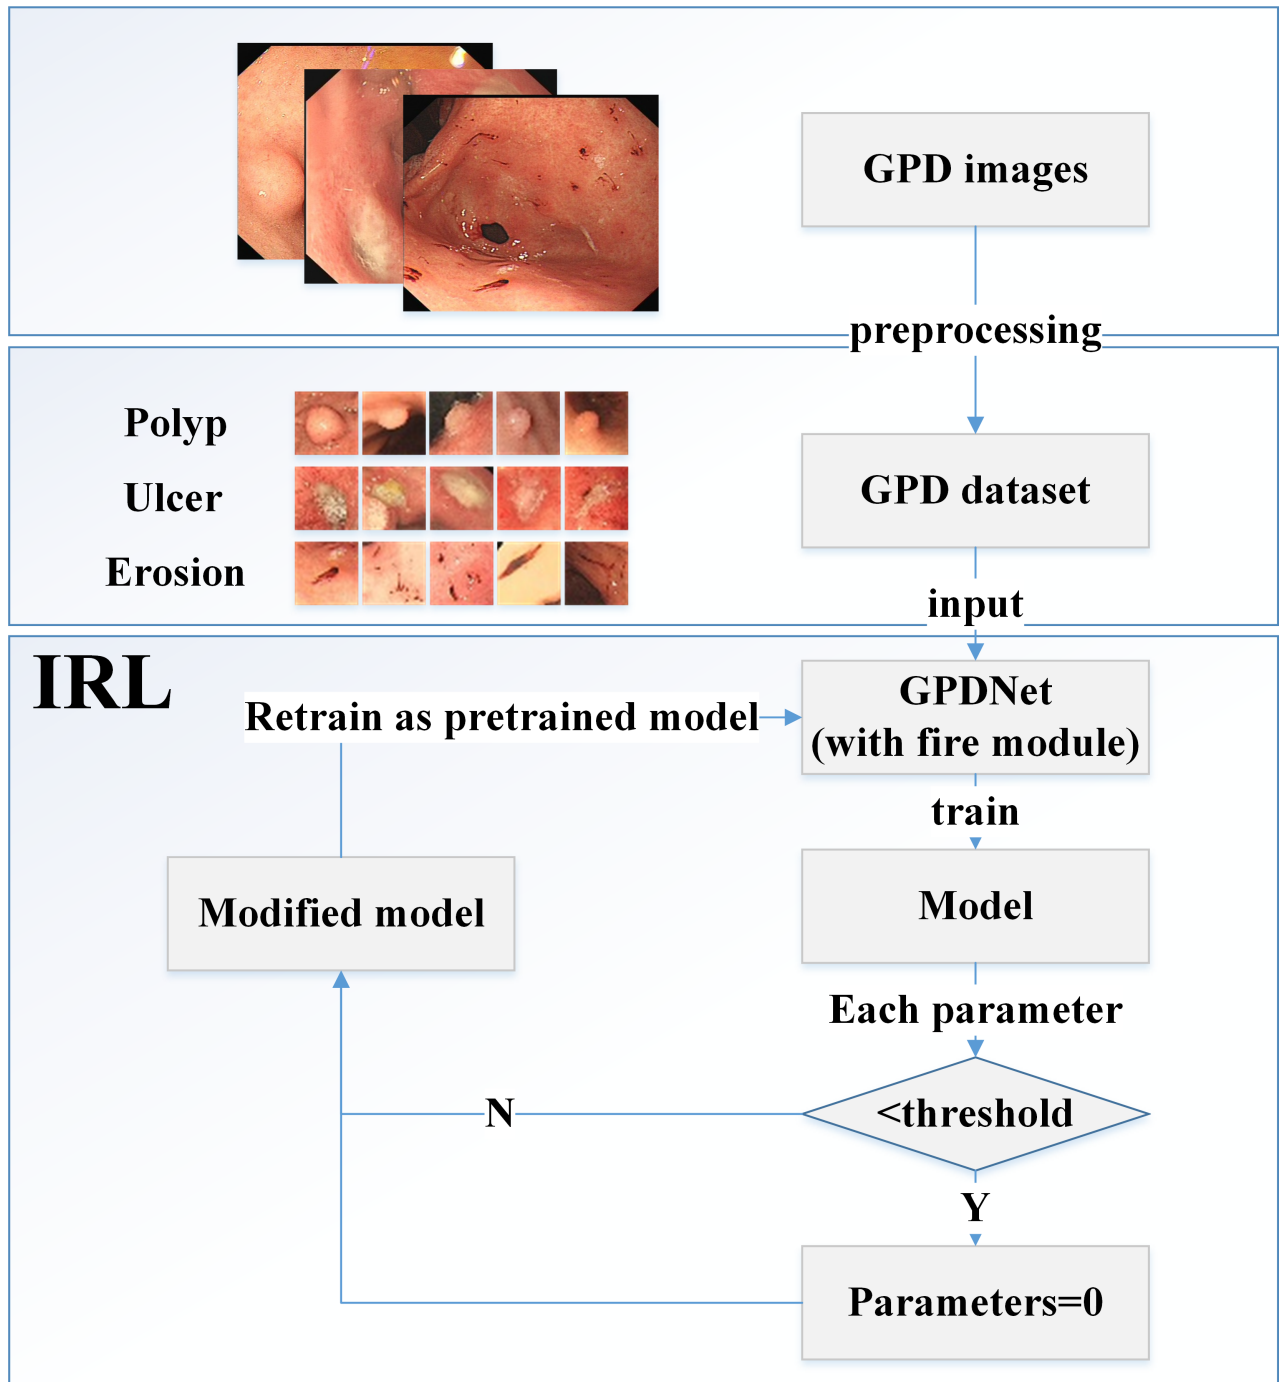 GPD images
preprocessing
Polyp
Ulcer
Erosion
GPD dataset
input
IRL
Retrain as pretrained model
GPDNet
(with fire module)
train
Modified model
Model
Each parameter
<threshold
N
Y
Parameters=0